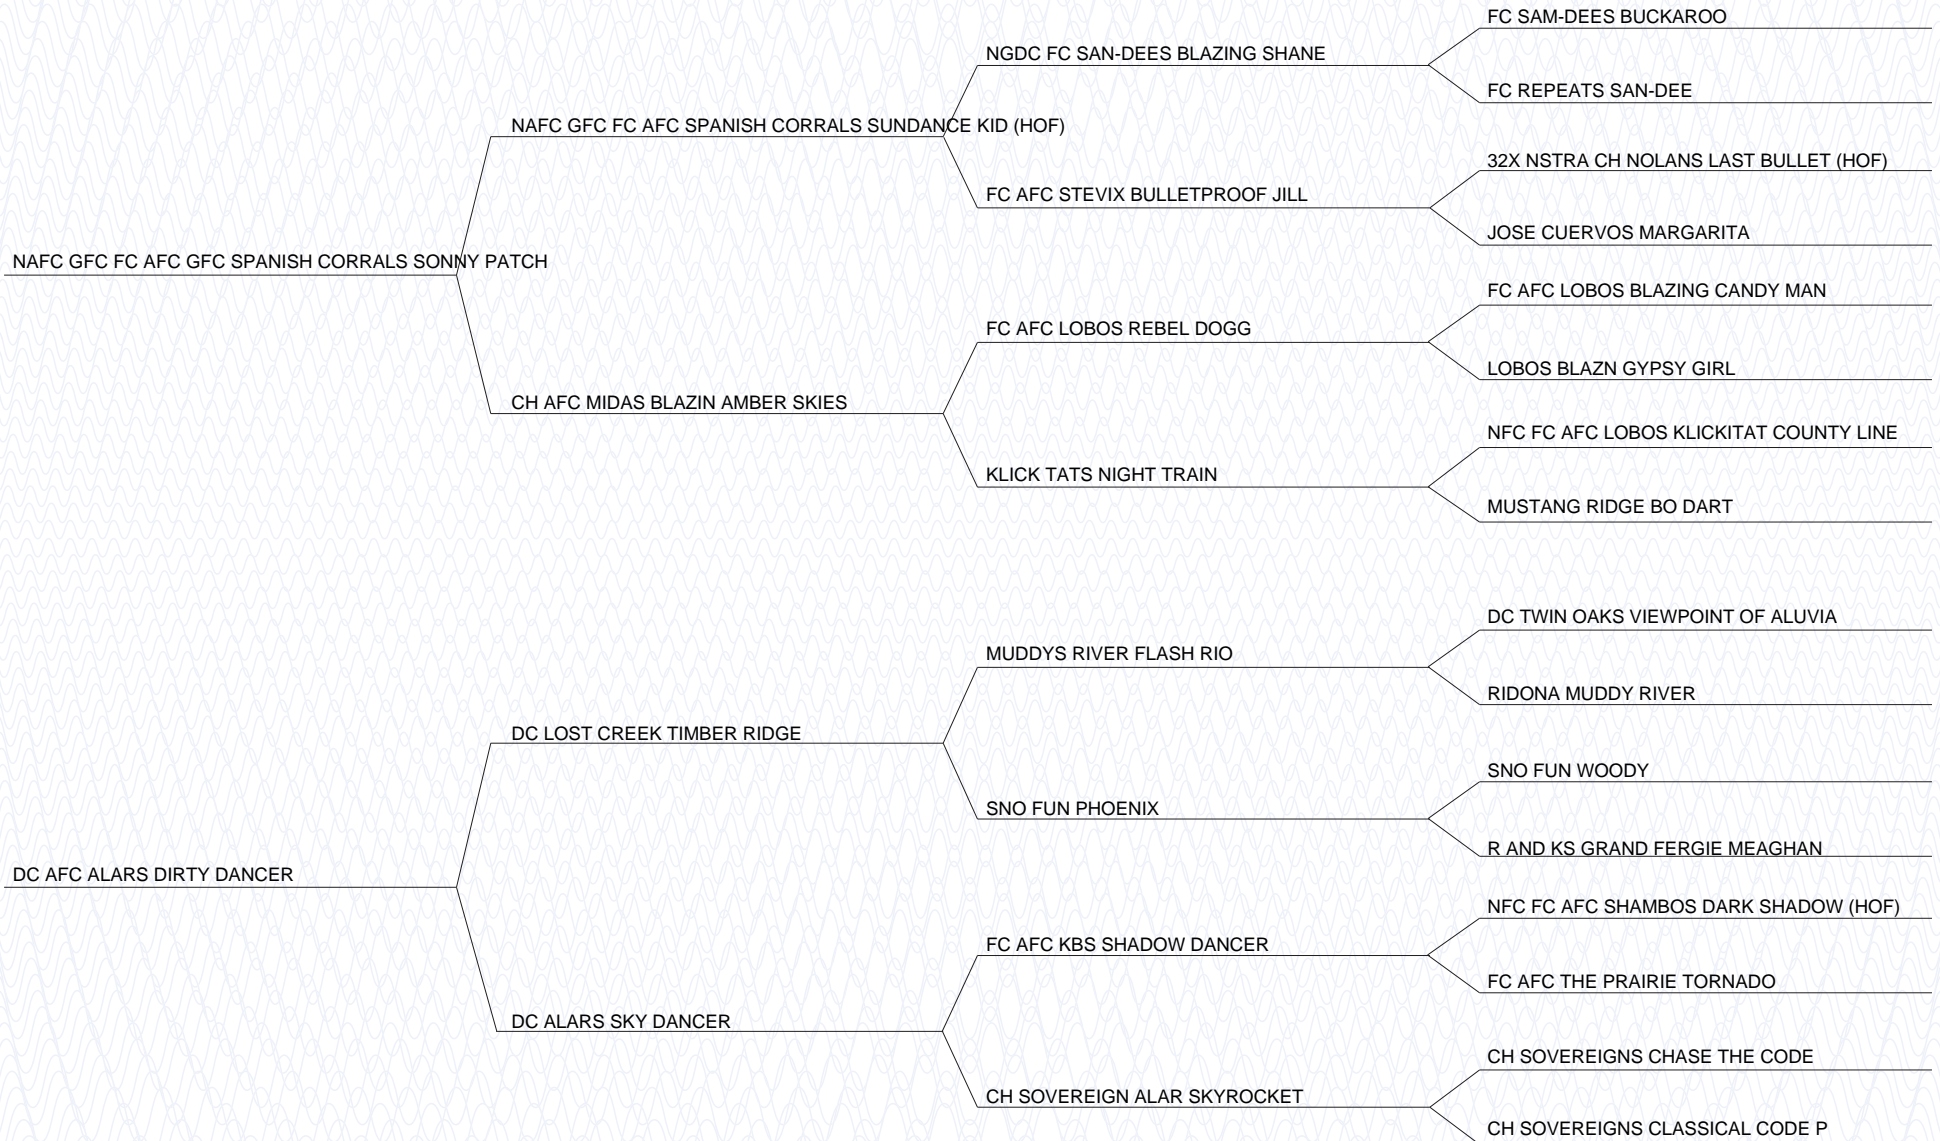 FC SAM-DEES BUCKAROO
NGDC FC SAN-DEES BLAZING SHANE
FC REPEATS SAN-DEE
NAFC GFC FC AFC SPANISH CORRALS SUNDANCE KID (HOF)
32X NSTRA CH NOLANS LAST BULLET (HOF)
FC AFC STEVIX BULLETPROOF JILL
JOSE CUERVOS MARGARITA
NAFC GFC FC AFC GFC SPANISH CORRALS SONNY PATCH
FC AFC LOBOS BLAZING CANDY MAN
FC AFC LOBOS REBEL DOGG
LOBOS BLAZN GYPSY GIRL
CH AFC MIDAS BLAZIN AMBER SKIES
NFC FC AFC LOBOS KLICKITAT COUNTY LINE
KLICK TATS NIGHT TRAIN
MUSTANG RIDGE BO DART
DC TWIN OAKS VIEWPOINT OF ALUVIA
MUDDYS RIVER FLASH RIO
RIDONA MUDDY RIVER
DC LOST CREEK TIMBER RIDGE
SNO FUN WOODY
SNO FUN PHOENIX
R AND KS GRAND FERGIE MEAGHAN
DC AFC ALARS DIRTY DANCER
NFC FC AFC SHAMBOS DARK SHADOW (HOF)
FC AFC KBS SHADOW DANCER
FC AFC THE PRAIRIE TORNADO
DC ALARS SKY DANCER
CH SOVEREIGNS CHASE THE CODE
CH SOVEREIGN ALAR SKYROCKET
CH SOVEREIGNS CLASSICAL CODE P